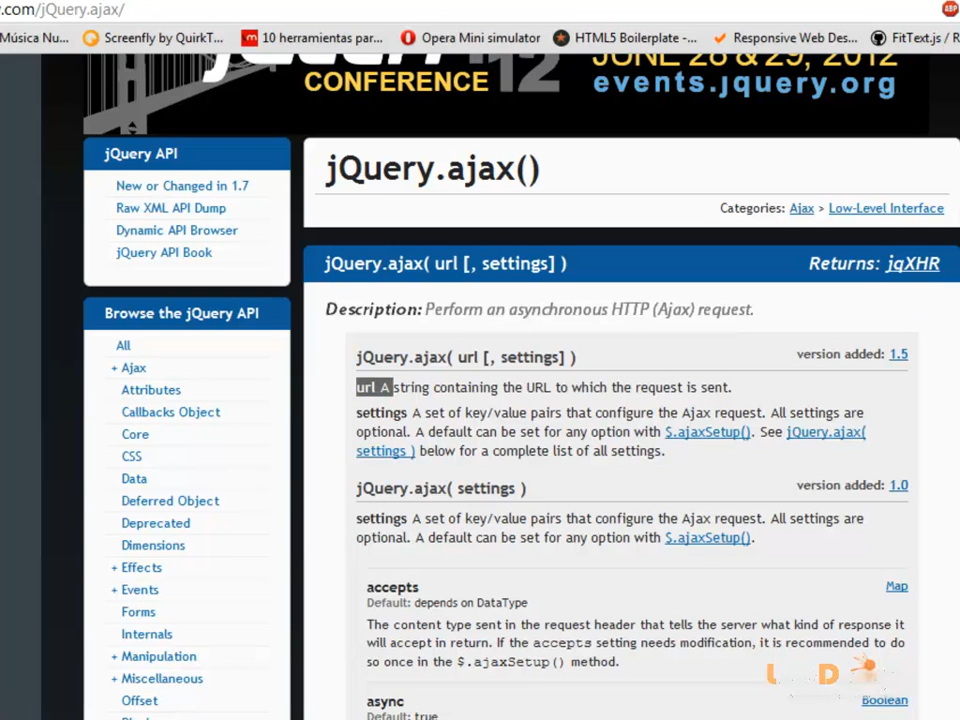 .com/jQuery.ajax/
ABP
Música Nu... Screenfly by QuirkT... 10 herramientas par... Opera Mini simulator HTML5 Boilerplate -... Responsive Web Des... FitText.js / R
CONFERENCE 12 JUNE 28 & 29, 2012
events.jquery.org
jQuery API
New or Changed in 1.7
Raw XML API Dump
Dynamic API Browser
jQuery API Book
Browse the jQuery API
All
+ Ajax
Attributes
Callbacks Object
Core
CSS
Data
Deferred Object
Deprecated
Dimensions
+ Effects
+ Events
Forms
Internals
+ Manipulation
+ Miscellaneous
Offset
jQuery.ajax()
Categories: Ajax > Low-Level Interface
jQuery.ajax( url [, settings] ) Returns: jqXHR
Description: Perform an asynchronous HTTP (Ajax) request.
jQuery.ajax( url [, settings] ) version added: 1.5
url A string containing the URL to which the request is sent.
settings A set of key/value pairs that configure the Ajax request. All settings are
optional. A default can be set for any option with $.ajaxSetup(). See jQuery.ajax(
settings ) below for a complete list of all settings.
jQuery.ajax( settings ) version added: 1.0
settings A set of key/value pairs that configure the Ajax request. All settings are
optional. A default can be set for any option with $.ajaxSetup().
accepts Map
Default: depends on DataType
The content type sent in the request header that tells the server what kind of response it
will accept in return. If the accepts setting needs modification, it is recommended to do
so once in the $.ajaxSetup() method.
async Boolean
Default: true